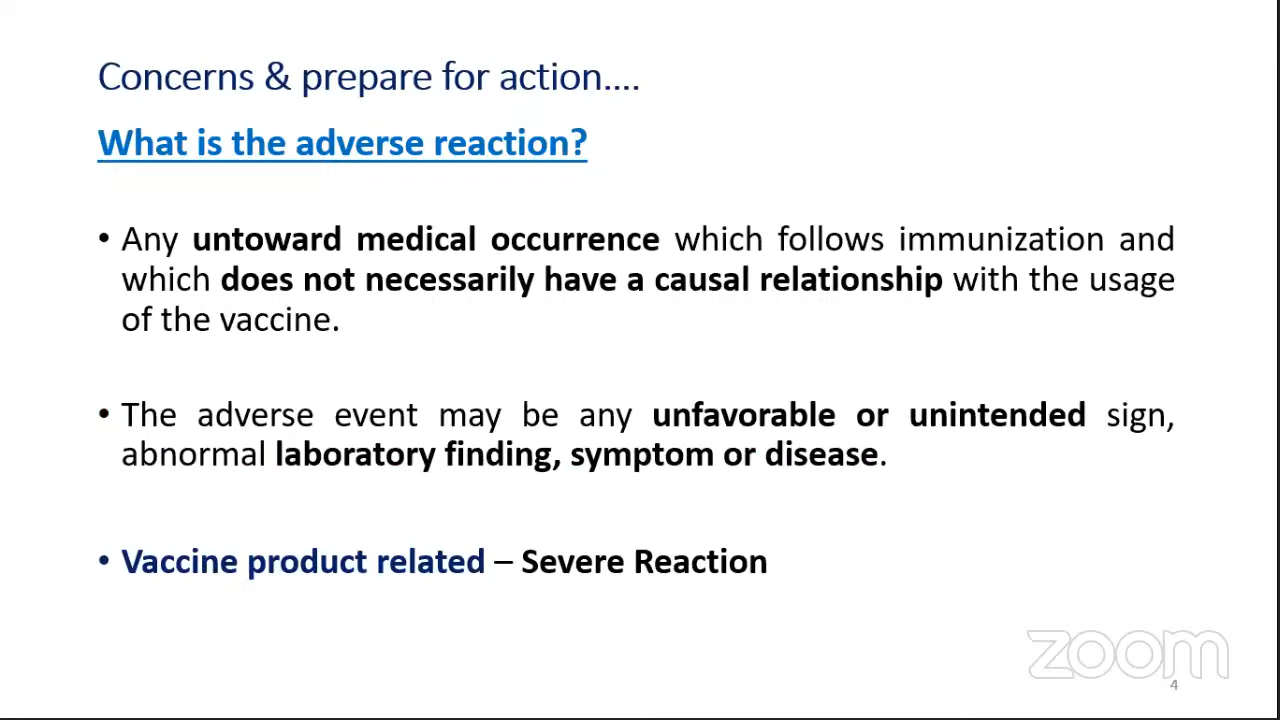 Concerns & prepare for action....
What is the adverse reaction?
• Any untoward medical occurrence which follows immunization and
which does not necessarily have a causal relationship with the usage
of the vaccine.
• The adverse event may be any unfavorable or unintended sign,
abnormal laboratory finding, symptom or disease.
• Vaccine product related – Severe Reaction
zoom
4